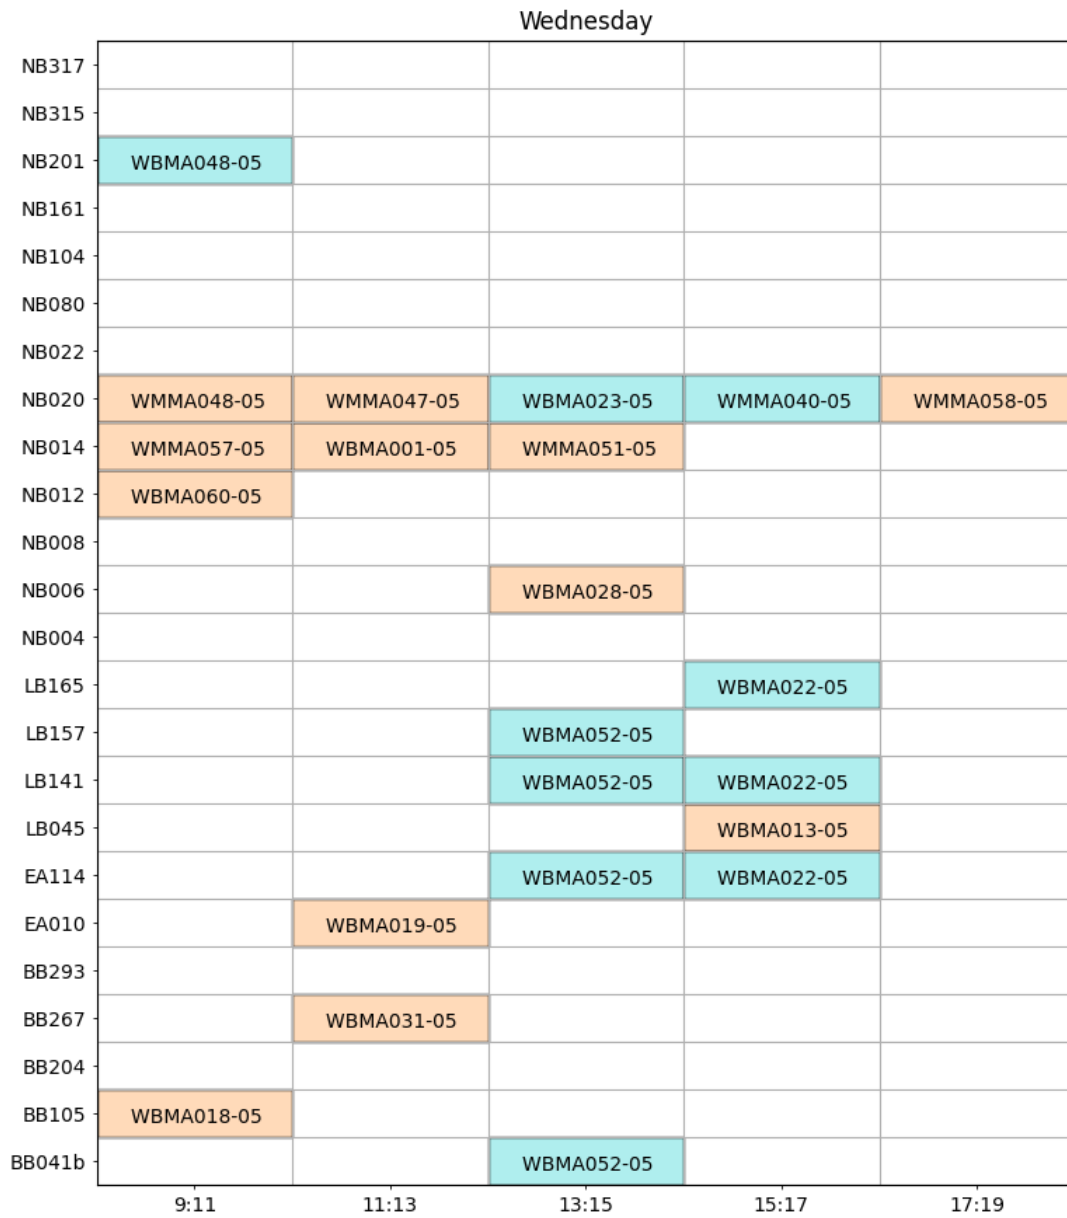 Wednesday
NB317
NB315
NB201 WBMA048-05
NB161
NB104
NB080
NB022
NB020 WMMA048-05 WMMA047-05 WBMA023-05 WMMA040-05 WMMA058-05
NB014 WMMA057-05 WBMA001-05 WMMA051-05
NB012 WBMA060-05
NB008
NB006 WBMA028-05
NB004
LB165 WBMA022-05
LB157 WBMA052-05
LB141 WBMA052-05 WBMA022-05
LB045 WBMA013-05
EA114 WBMA052-05 WBMA022-05
EA010 WBMA019-05
BB293
BB267 WBMA031-05
BB204
BB105 WBMA018-05
BB041b WBMA052-05
9:11 11:13 13:15 15:17 17:19